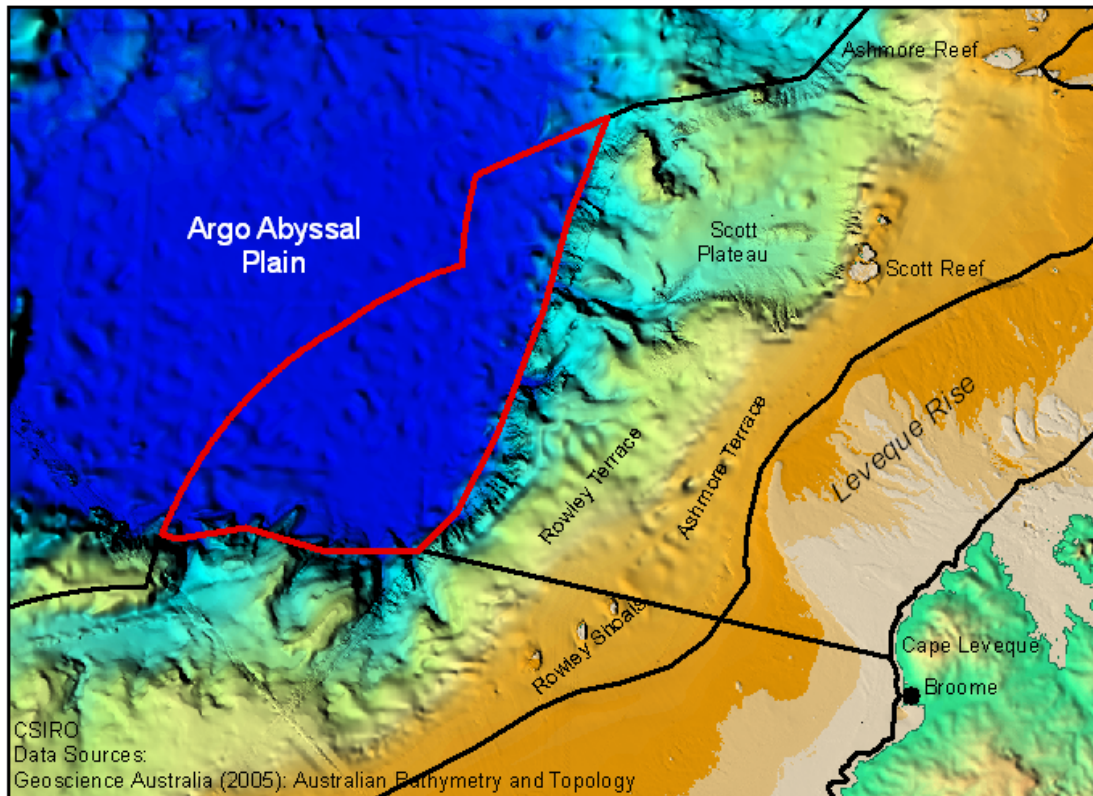 Ashmore Reef
Argo Abyssal
Plain
Scott
Plateau
Scott Reef
Leveque Rise
Ashmore Terrace
Rowley Terrace
Rowley Shoals
Cape Leveque
Broome
CSIRO
Data Sources:
Geoscience Australia (2005): Australian Bathymetry and Topology